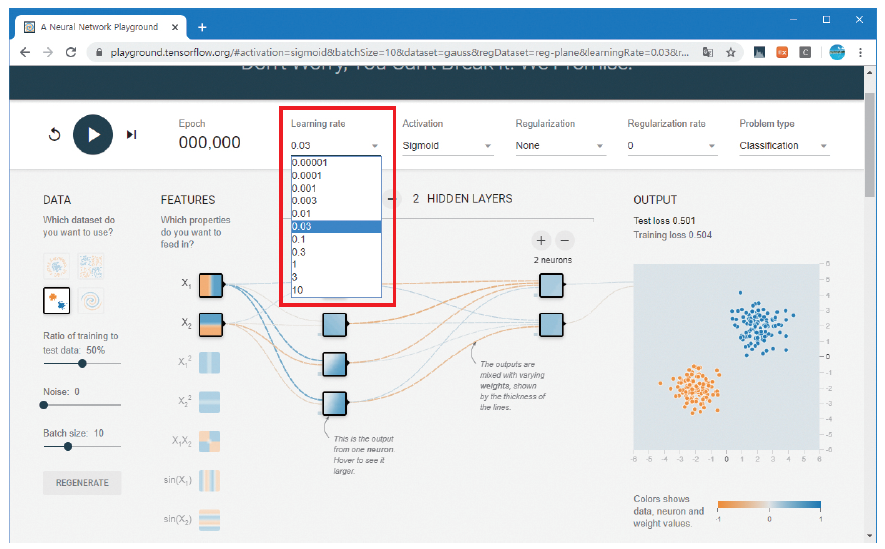 A Neural Network Playground
playground.tensorflow.org/#activation=sigmoid&batchSize=10&dataset=gauss&regDataset=reg-plane&learningRate=0.03&r...
Don't Worry, You Can't Break It. We Promise.
Epoch
000,000
Learning rate
0.03
0.00001
0.0001
0.001
0.003
0.01
0.03
0.1
0.3
1
3
10
Activation
Sigmoid
Regularization
None
Regularization rate
0
Problem type
Classification
DATA
Which dataset do
you want to use?
Ratio of training to
test data: 50%
Noise: 0
Batch size: 10
REGENERATE
FEATURES
Which properties
do you want to
feed in?
X1
X2
X1²
X2²
X1X2
sin(X1)
sin(X2)
2 HIDDEN LAYERS
2 neurons
The outputs are
mixed with varying
weights, shown
by the thickness of
the lines.
This is the output
from one neuron.
Hover to see it
larger.
OUTPUT
Test loss 0.501
Training loss 0.504
6
5
4
3
2
1
0
-1
-2
-3
-4
-5
-6
-6 -5 -4 -3 -2 -1 0 1 2 3 4 5 6
Colors shows
data, neuron and
weight values.
-1 0 1